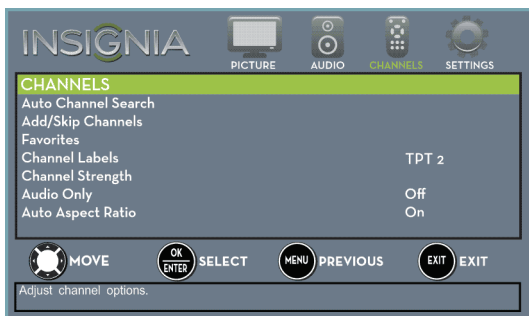 INSIGNIA
PICTURE AUDIO CHANNELS SETTINGS
CHANNELS
Auto Channel Search
Add/Skip Channels
Favorites
Channel Labels TPT 2
Channel Strength
Audio Only Off
Auto Aspect Ratio On
MOVE OK ENTER SELECT MENU PREVIOUS EXIT EXIT
Adjust channel options.